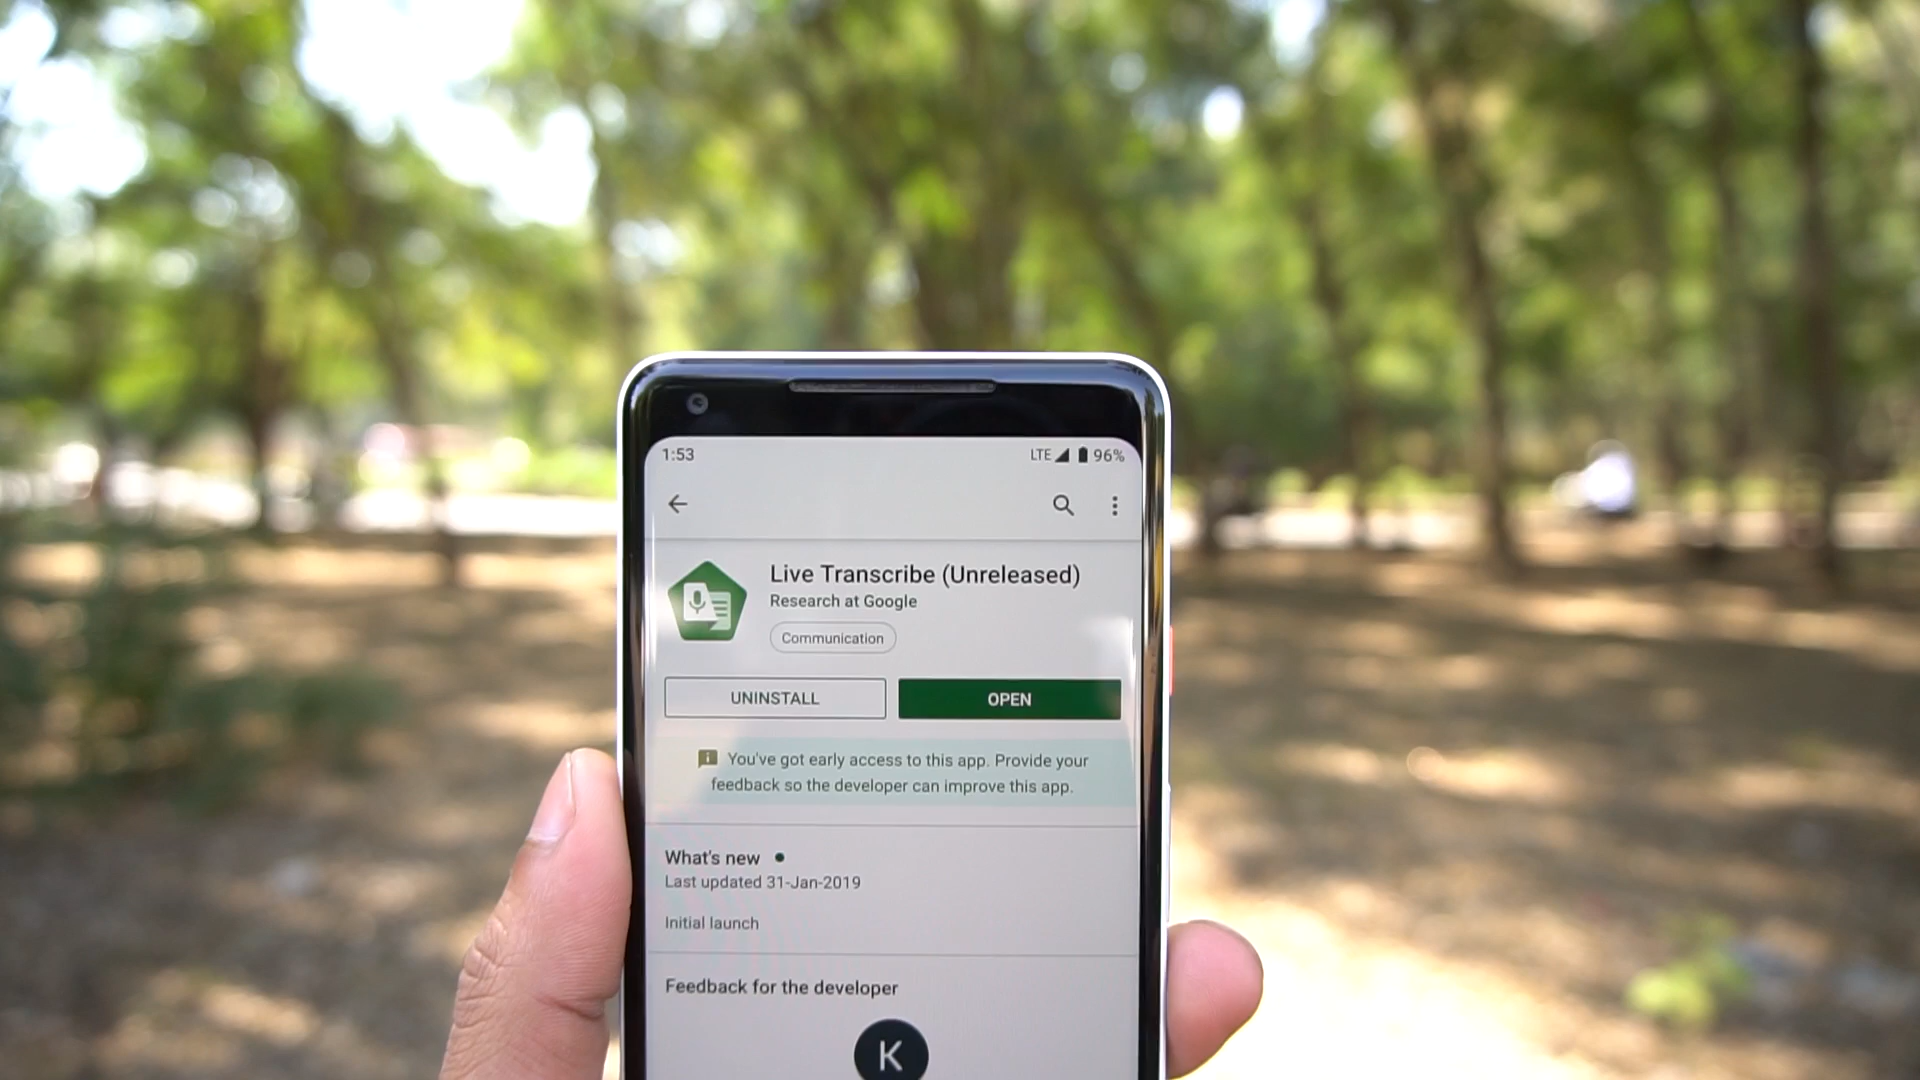 1:53 LTE 96%
Live Transcribe (Unreleased)
Research at Google
Communication
UNINSTALL OPEN
You've got early access to this app. Provide your
feedback so the developer can improve this app.
What's new
Last updated 31-Jan-2019
Initial launch
Feedback for the developer
K